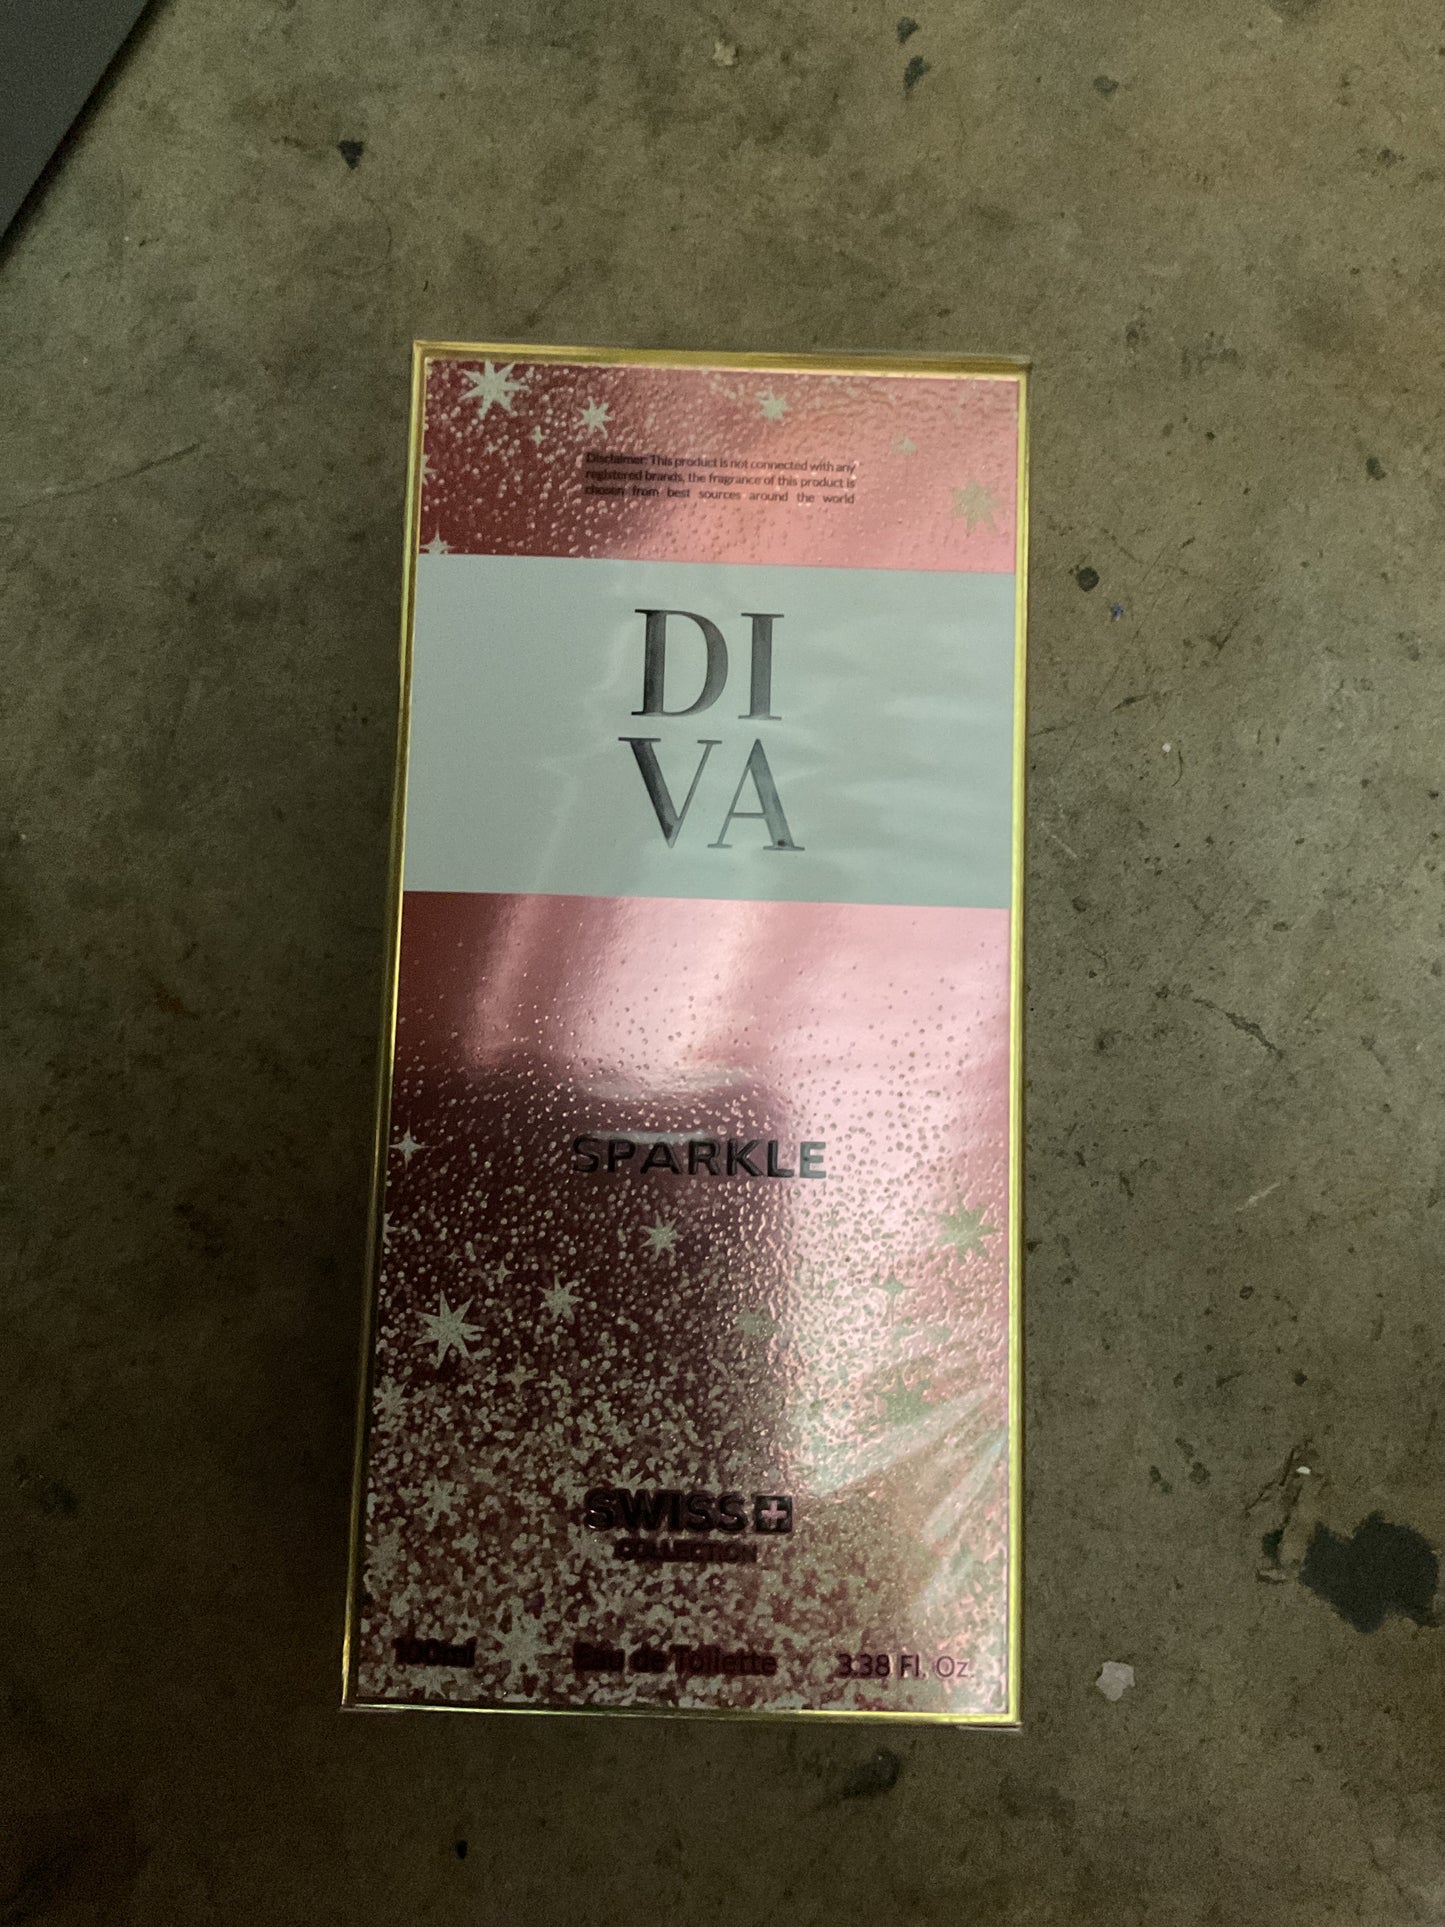 Disclaimer: This product is not connected with any
registered brands, the fragrance of this product is
chosen from best sources around the world
DI
VA
SPARKLE
SWISS
COLLECTION
100ml Eau de Toilette 3.38 Fl. Oz.